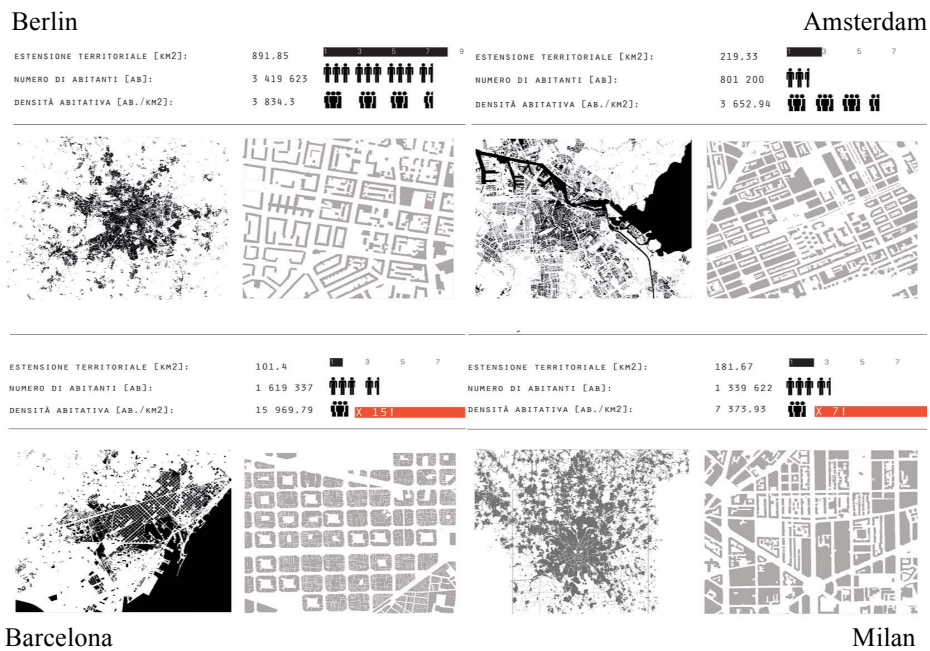 Berlin
Amsterdam
ESTENSIONE TERRITORIALE [KM2]: 891.85 1 3 5 7 9
NUMERO DI ABITANTI [AB]: 3 419 623
DENSITÀ ABITATIVA [AB./KM2]: 3 834.3
ESTENSIONE TERRITORIALE [KM2]: 219.33 1 3 5 7
NUMERO DI ABITANTI [AB]: 801 200
DENSITÀ ABITATIVA [AB./KM2]: 3 652.94
ESTENSIONE TERRITORIALE [KM2]: 101.4 1 3 5 7
NUMERO DI ABITANTI [AB]: 1 619 337
DENSITÀ ABITATIVA [AB./KM2]: 15 969.79 X 15!
ESTENSIONE TERRITORIALE [KM2]: 181.67 3 5 7
NUMERO DI ABITANTI [AB]: 1 339 622
DENSITÀ ABITATIVA [AB./KM2]: 7 373.93 X 7!
Barcelona
Milan